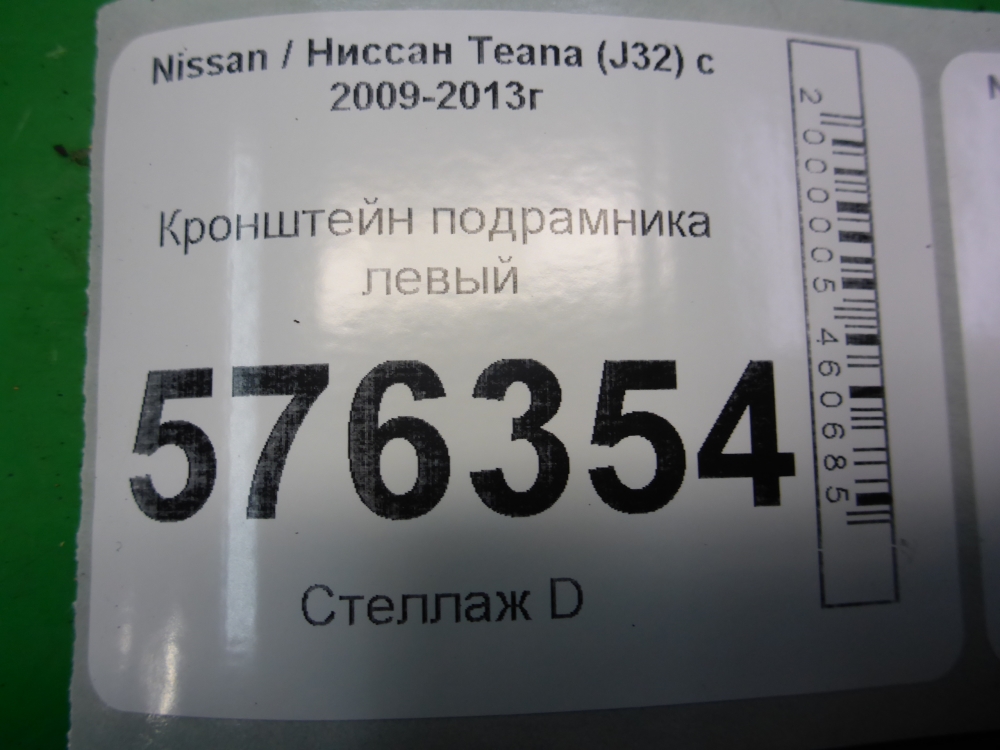 Nissan / Ниссан Teana (J32) с
2009-2013г
Кронштейн подрамника
левый
576354
Стеллаж D
2000005460685